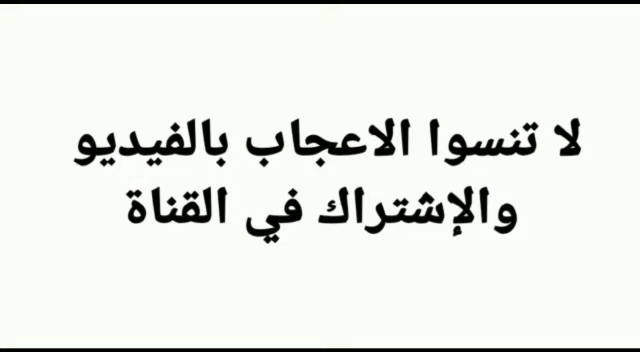 لا تنسوا الاعجاب بالفيديو
والإشتراك في القناة